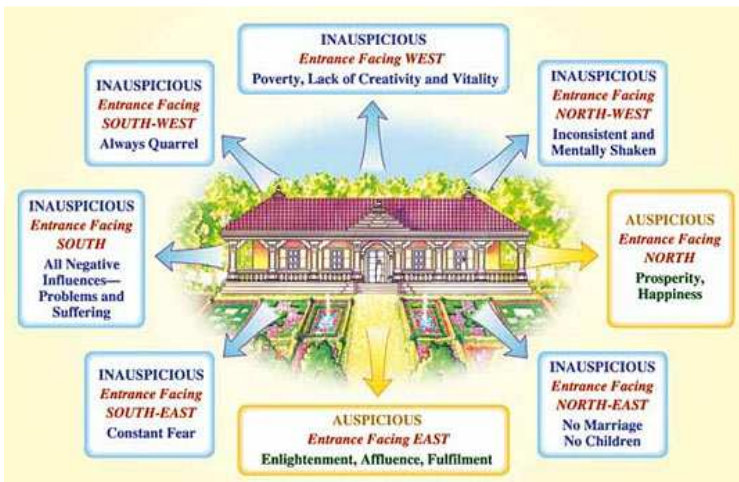 INAUSPICIOUS
Entrance Facing WEST
Poverty, Lack of Creativity and Vitality
INAUSPICIOUS
Entrance Facing
SOUTH-WEST
Always Quarrel
INAUSPICIOUS
Entrance Facing
NORTH-WEST
Inconsistent and
Mentally Shaken
INAUSPICIOUS
Entrance Facing
SOUTH
All Negative
Influences—
Problems and
Suffering
AUSPICIOUS
Entrance Facing
NORTH
Prosperity,
Happiness
INAUSPICIOUS
Entrance Facing
SOUTH-EAST
Constant Fear
AUSPICIOUS
Entrance Facing EAST
Enlightenment, Affluence, Fulfilment
INAUSPICIOUS
Entrance Facing
NORTH-EAST
No Marriage
No Children